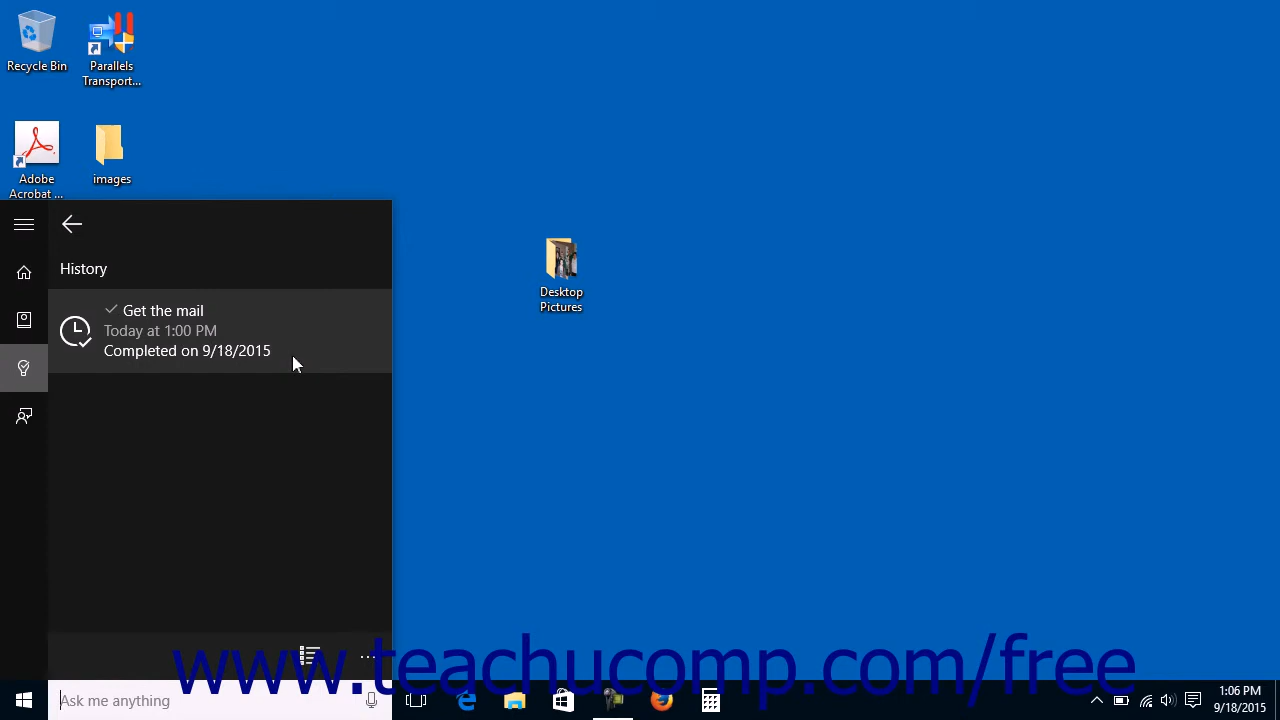 Recycle Bin
Parallels
Transport...
Adobe
Acrobat ...
images
History
Get the mail
Today at 1:00 PM
Completed on 9/18/2015
Desktop
Pictures
...
www.teachucomp.com/free
Ask me anything
1:06 PM
9/18/2015